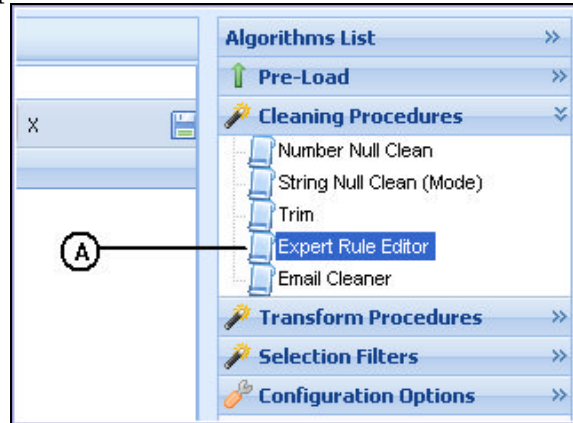 Algorithms List
Pre-Load
X
Cleaning Procedures
Number Null Clean
String Null Clean (Mode)
Trim
A
Expert Rule Editor
Email Cleaner
Transform Procedures
Selection Filters
Configuration Options